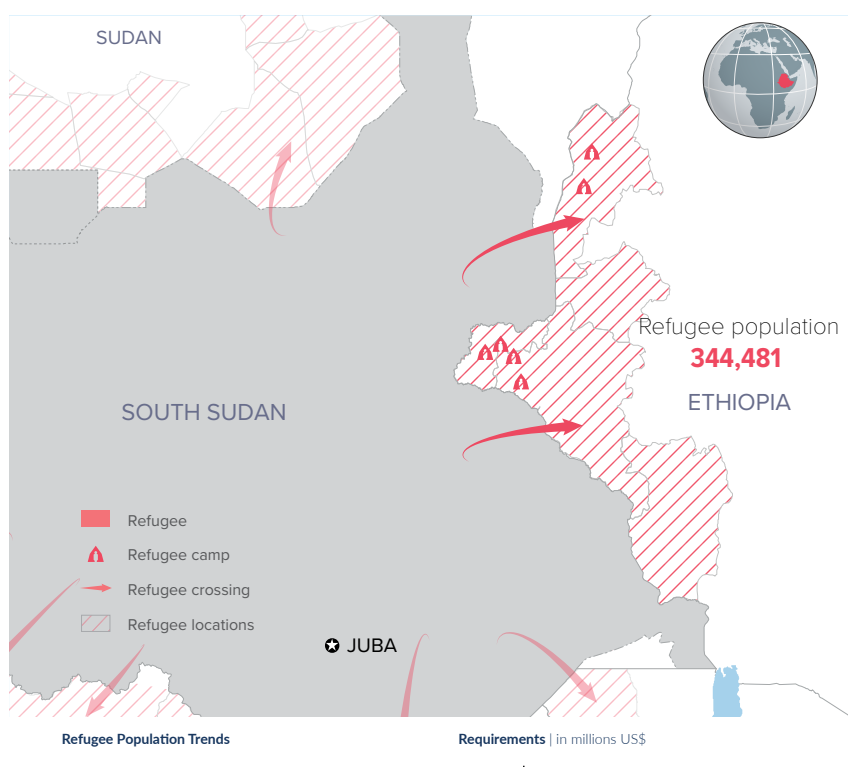 SUDAN
Refugee population
344,481
ETHIOPIA
SOUTH SUDAN
Refugee
Refugee camp
Refugee crossing
Refugee locations
JUBA
Refugee Population Trends
Requirements | in millions US$